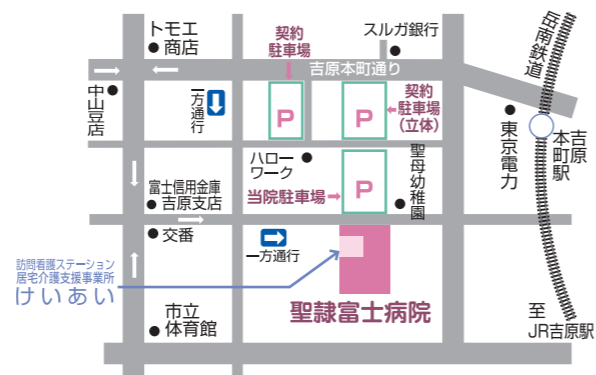 トモエ
商店
契約
駐車場
スルガ銀行
岳南鉄道
吉原本町通り
中山豆店
一方通行
P
P
契約
駐車場
(立体)
東京電力
吉原
本町駅
ハロー
ワーク
聖母幼稚園
富士信用金庫
吉原支店
当院駐車場
P
交番
一方通行
訪問看護ステーション
居宅介護支援事業所
けいあい
市立
体育館
聖隷富士病院
至
JR吉原駅